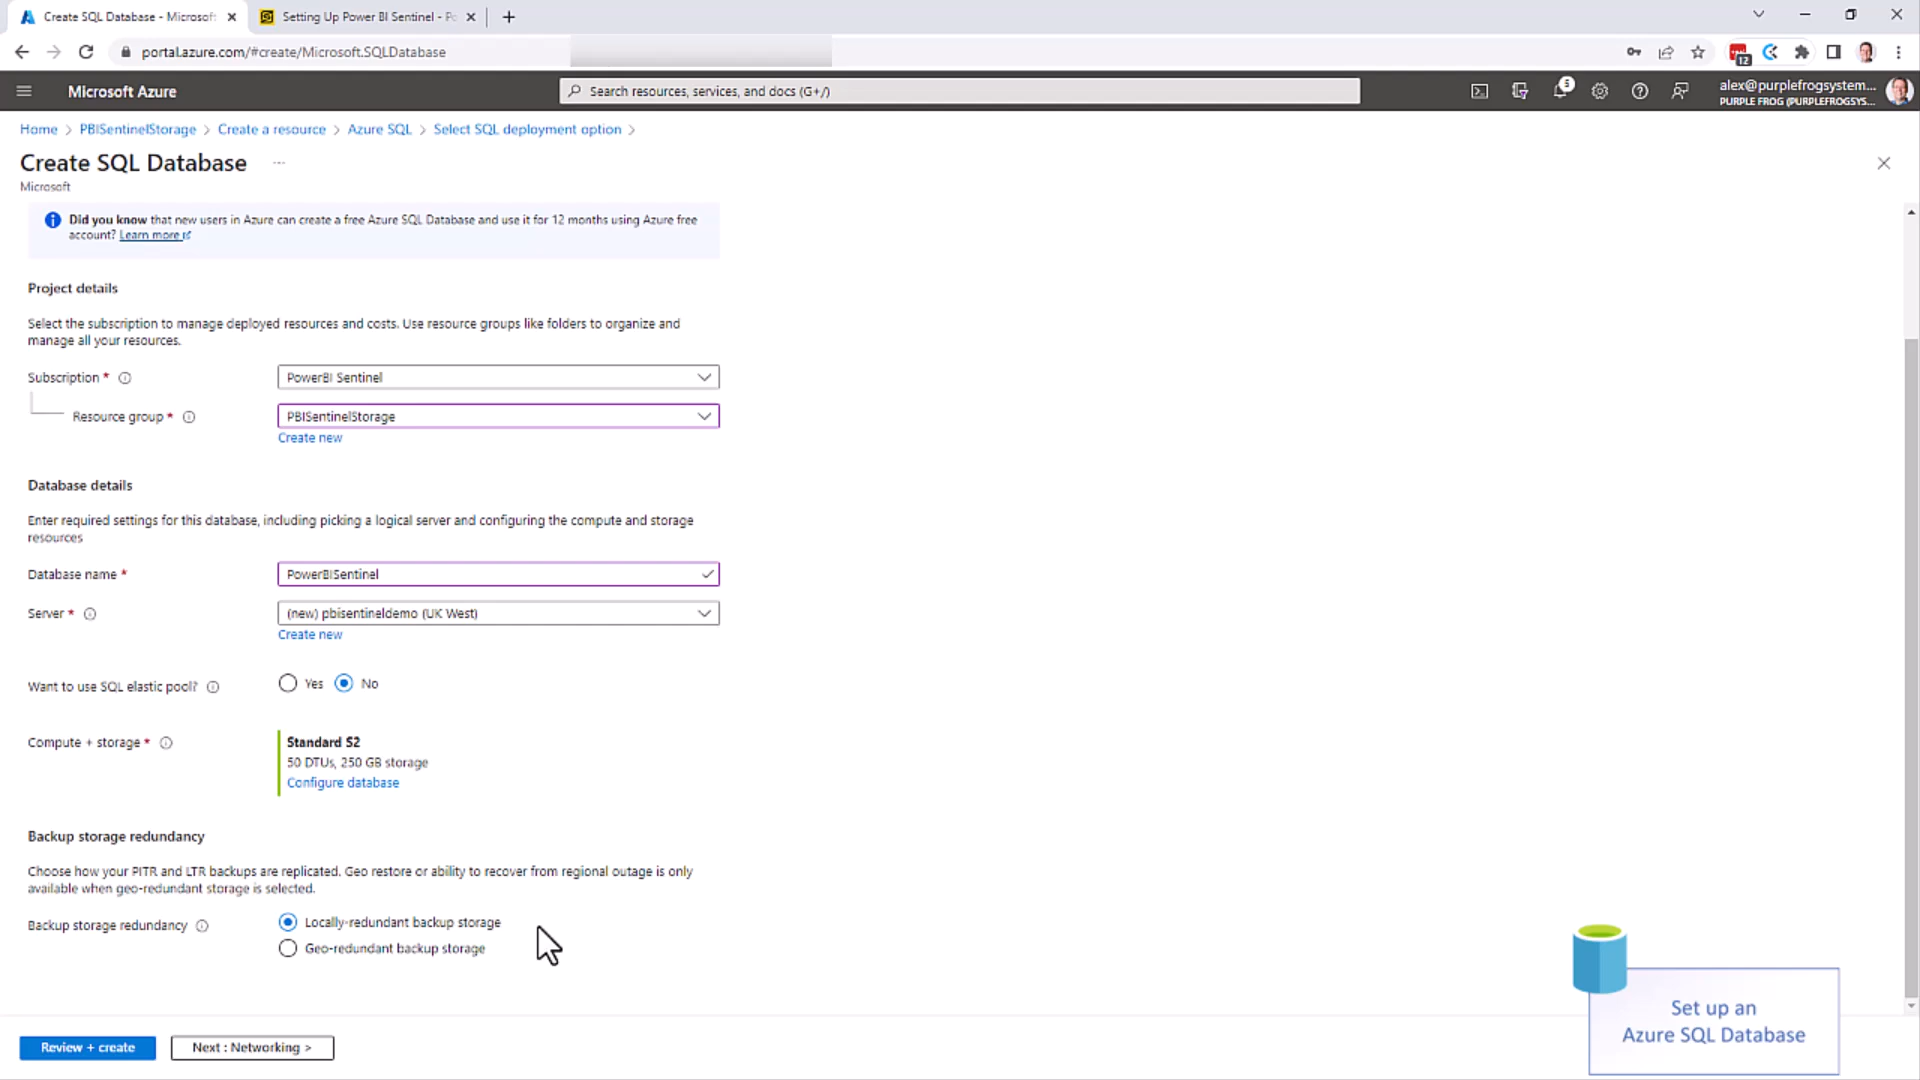 Create SQL Database - Microsof
Setting Up Power BI Sentinel - Po
portal.azure.com/#create/Microsoft.SQLDatabase
12
Microsoft Azure
Search resources, services, and docs (G+/)
5
alex@purplefrogsystem...
PURPLE FROG (PURPLEFROGSYS...
Home > PBISentinelStorage > Create a resource > Azure SQL > Select SQL deployment option >
Create SQL Database ...
Microsoft
Did you know that new users in Azure can create a free Azure SQL Database and use it for 12 months using Azure free
account? Learn more
Project details
Select the subscription to manage deployed resources and costs. Use resource groups like folders to organize and
manage all your resources.
Subscription *
PowerBI Sentinel
Resource group *
PBISentinelStorage
Create new
Database details
Enter required settings for this database, including picking a logical server and configuring the compute and storage
resources
Database name *
PowerBISentinel
Server *
(new) pbisentineldemo (UK West)
Create new
Want to use SQL elastic pool?
Yes No
Compute + storage *
Standard S2
50 DTUs, 250 GB storage
Configure database
Backup storage redundancy
Choose how your PITR and LTR backups are replicated. Geo restore or ability to recover from regional outage is only
available when geo-redundant storage is selected.
Backup storage redundancy
Locally-redundant backup storage
Geo-redundant backup storage
Review + create
Next : Networking >
Set up an
Azure SQL Database